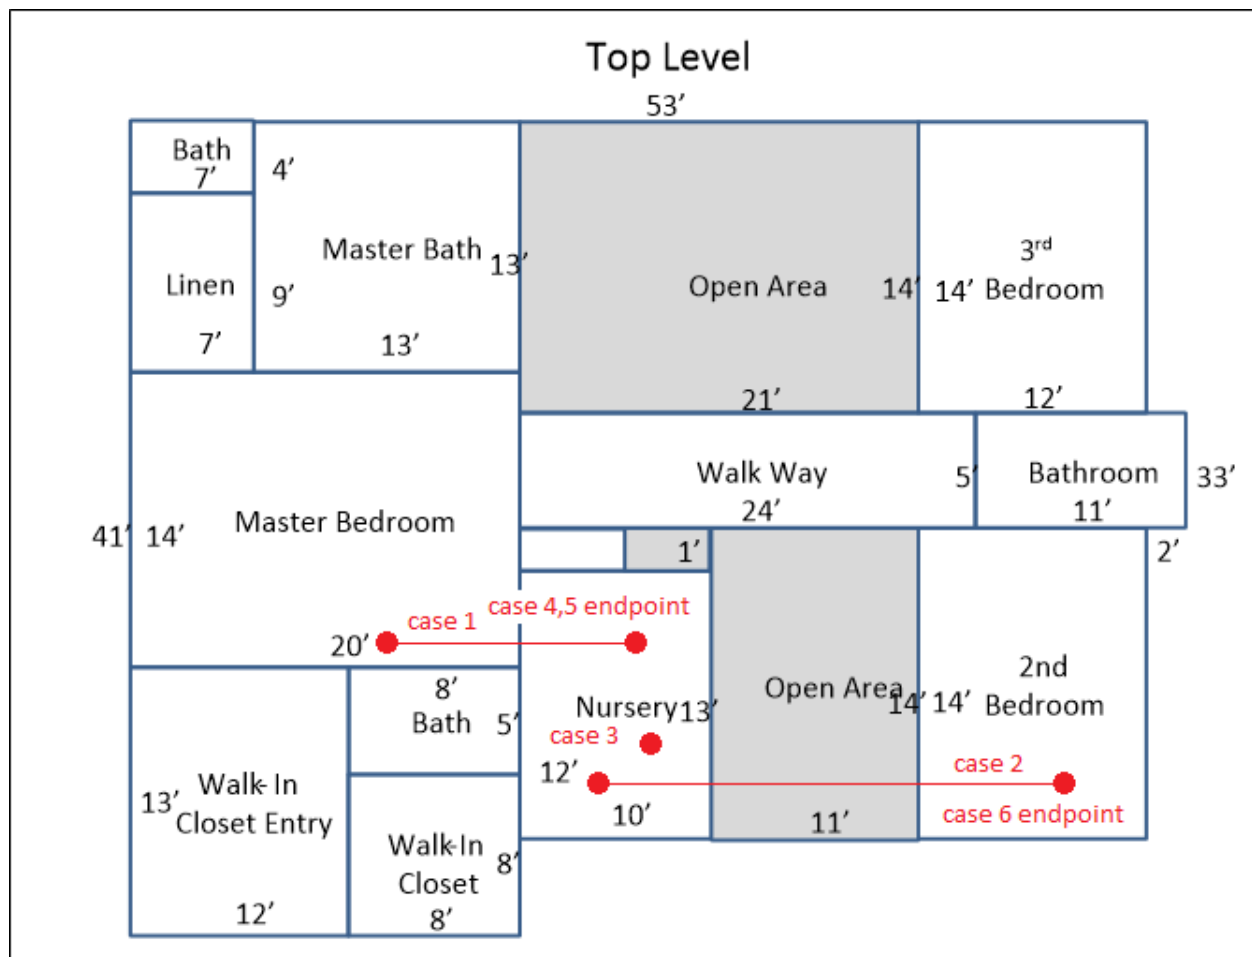 Top Level
53’
Bath
7’
4’
Master Bath
13’
3rd
Bedroom
Linen
9’
Open Area
14’
14’
7’
13’
21’
12’
Walk Way
5’
Bathroom
33’
24’
11’
41’
14’
Master Bedroom
1’
2’
case 4,5 endpoint
case 1
20’
8’
Bath
5’
Nursery
13’
Open Area
14’
14’
2nd
Bedroom
case 3
12’
case 2
10’
11’
case 6 endpoint
13’
Walk-In
Closet Entry
Walk-In
Closet
8’
12’
8’